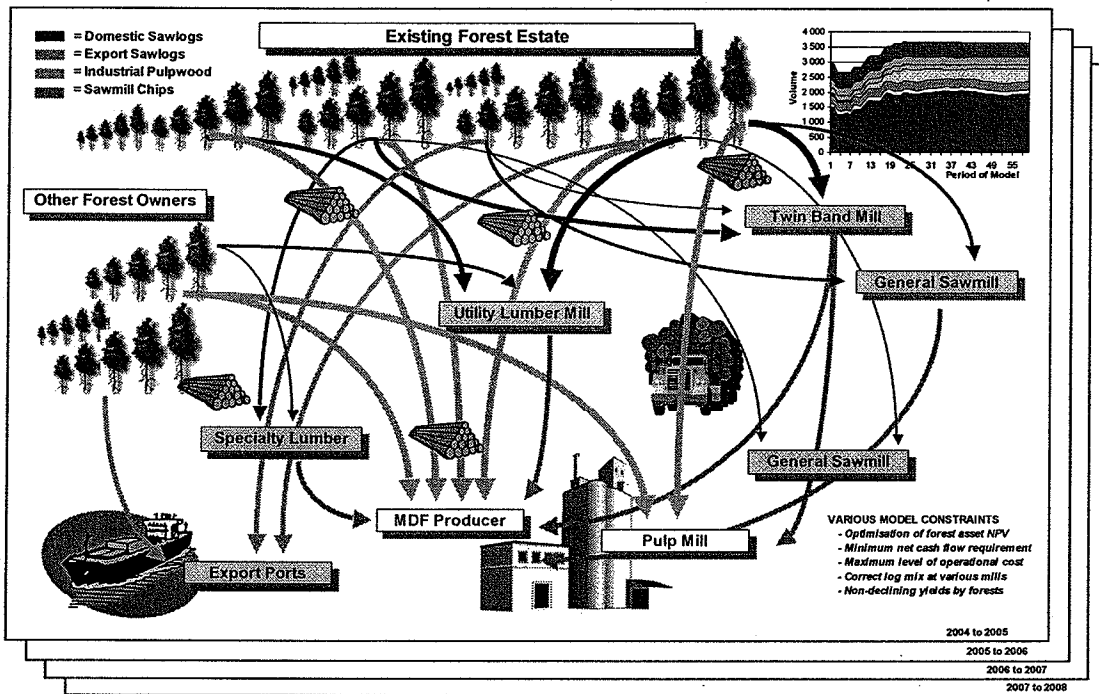 Existing Forest Estate
= Domestic Sawlogs
= Export Sawlogs
= Industrial Pulpwood
= Sawmill Chips
Volume
4 000
3 500
3 000
2 500
2 000
1 500
1 000
500
0
1 7 13 19 25 31 37 43 49 55
Period of Model
Other Forest Owners
Twin Band Mill
General Sawmill
Utility Lumber Mill
Specialty Lumber
General Sawmill
MDF Producer
Pulp Mill
Export Ports
VARIOUS MODEL CONSTRAINTS
- Optimisation of forest asset NPV
- Minimum net cash flow requirement
- Maximum level of operational cost
- Correct log mix at various mills
- Non-declining yields by forests
2004 to 2005
2005 to 2006
2006 to 2007
2007 to 2008